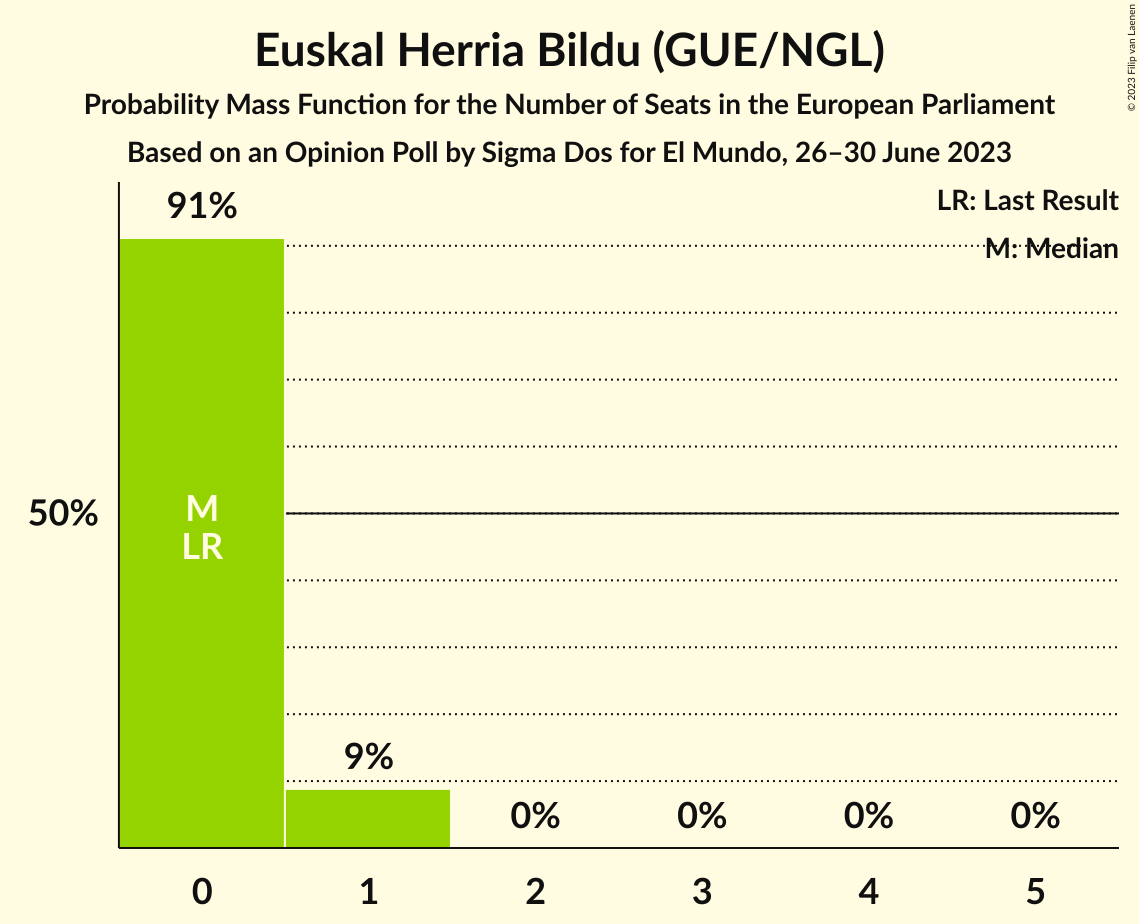 Euskal Herria Bildu (GUE/NGL)
Probability Mass Function for the Number of Seats in the European Parliament
Based on an Opinion Poll by Sigma Dos for El Mundo, 26–30 June 2023
© 2023 Filip van Laenen
LR: Last Result
M: Median
91%
50%
M
LR
9%
0%
0%
0%
0%
0
1
2
3
4
5